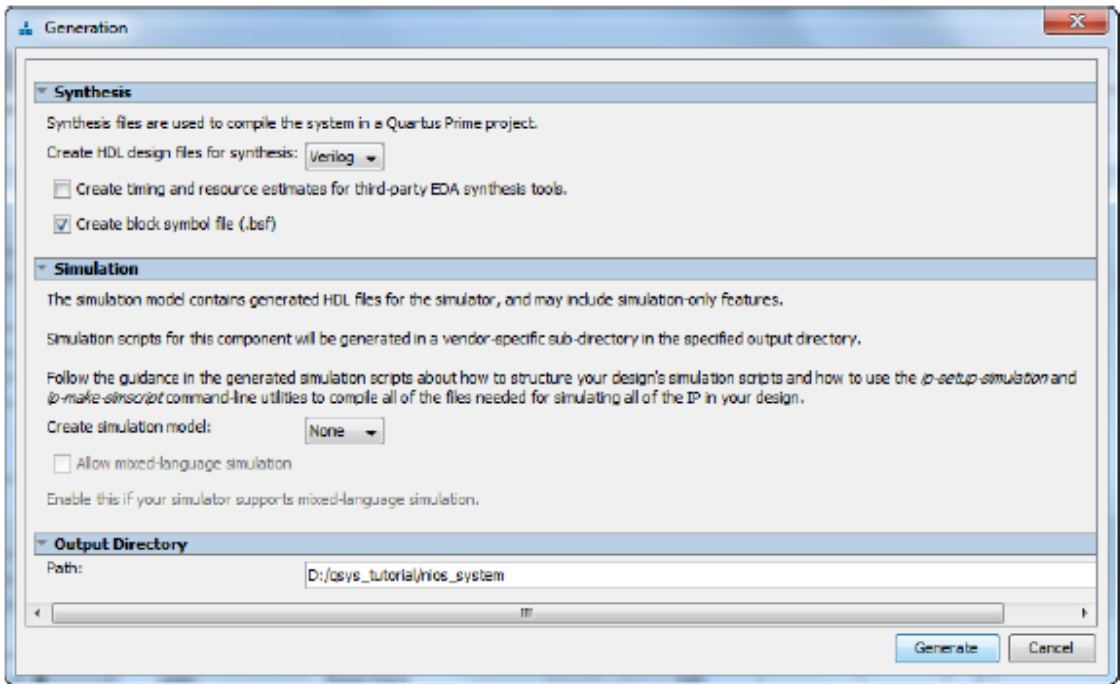 Generation
Synthesis
Synthesis files are used to compile the system in a Quartus Prime project.
Create HDL design files for synthesis: Verilog
Create timing and resource estimates for third-party EDA synthesis tools.
Create block symbol file (.bsf)
Simulation
The simulation model contains generated HDL files for the simulator, and may include simulation-only features.
Simulation scripts for this component will be generated in a vendor-specific sub-directory in the specified output directory.
Follow the guidance in the generated simulation scripts about how to structure your design's simulation scripts and how to use the ip-setup-simulation and
ip-make-simscript command-line utilities to compile all of the files needed for simulating all of the IP in your design.
Create simulation model: None
Allow mixed-language simulation
Enable this if your simulator supports mixed-language simulation.
Output Directory
Path: D:/qsys_tutorial/nios_system
Generate Cancel